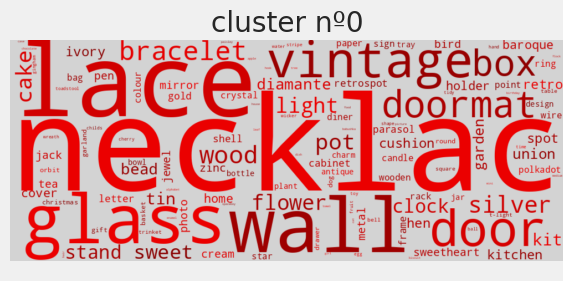 cluster nº0
ivory
bracelet
vintage
paper
sign
tray
bird
baroque
cake
lace
box
ring
bag
pen
colour
mirror
gold
crystal
diamante
retrospot
holder
point
retro
design
wire
light
doormat
necklac
diner
parasol
spot
garden
shell
pot
cushion
round
union
jack
wood
cabinet
charm
candle
polkadot
orbit
bowl
bead
jewel
zinc
bottle
antique
dog
wooden
square
tea
cover
christmas
glass
tin
plant
wall
letter
home
flower
metal
bell
rack
jar
clock
silver
hen
door
kit
gift
basket
trinket
photo
frame
drawer
t-light
stand
sweet
cream
star
sweetheart
kitchen
garland
cherry